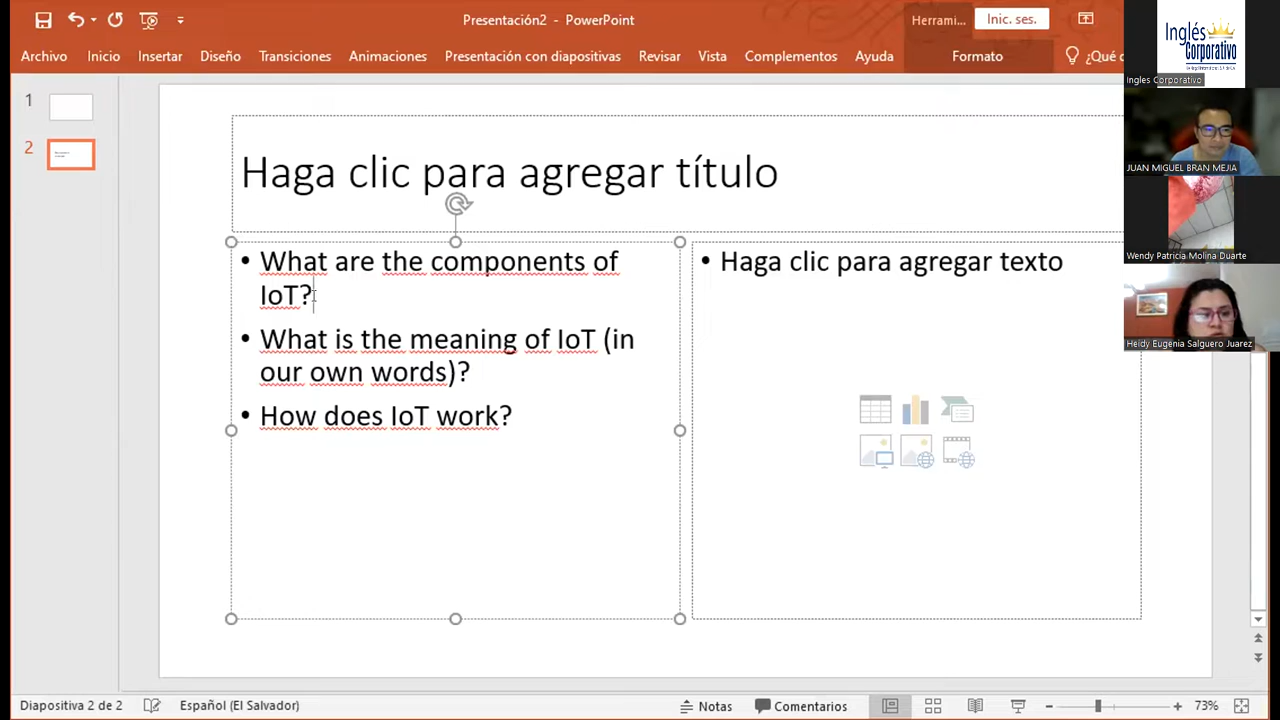 Presentación2 - PowerPoint
Herrami...
Inic. ses.
Archivo
Inicio
Insertar
Diseño
Transiciones
Animaciones
Presentación con diapositivas
Revisar
Vista
Complementos
Ayuda
Formato
¿Qué d
1
2
Haga clic para agregar título
• What are the components of
IoT?
• What is the meaning of IoT (in
our own words)?
• How does IoT work?
• Haga clic para agregar texto
Inglés
Corporativo
Ingles Corporativo
JUAN MIGUEL BRAN MEJIA
Wendy Patricia Molina Duarte
Heidy Eugenia Salguero Juarez
Diapositiva 2 de 2
Español (El Salvador)
Notas
Comentarios
73%